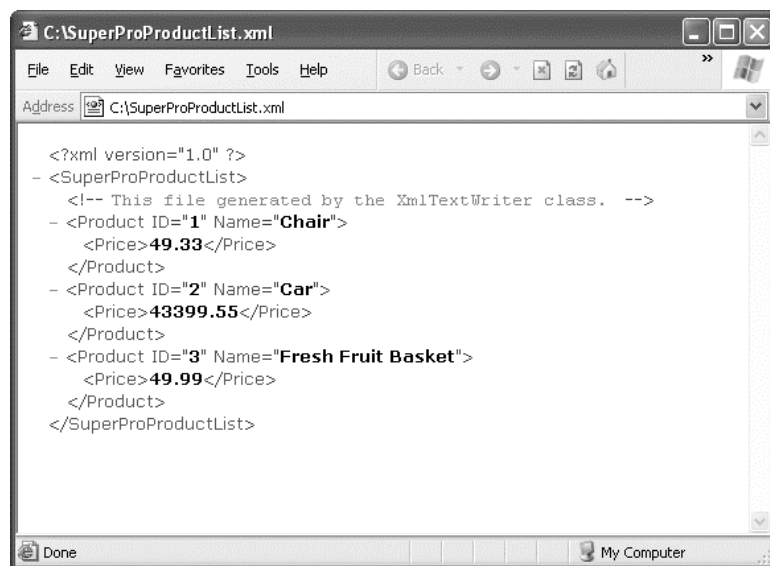 C:\SuperProProductList.xml
File Edit View Favorites Tools Help Back »
Address C:\SuperProProductList.xml
<?xml version="1.0" ?>
– <SuperProProductList>
<!-- This file generated by the XmlTextWriter class. -->
– <Product ID="1" Name="Chair">
<Price>49.33</Price>
</Product>
– <Product ID="2" Name="Car">
<Price>43399.55</Price>
</Product>
– <Product ID="3" Name="Fresh Fruit Basket">
<Price>49.99</Price>
</Product>
</SuperProProductList>
Done My Computer